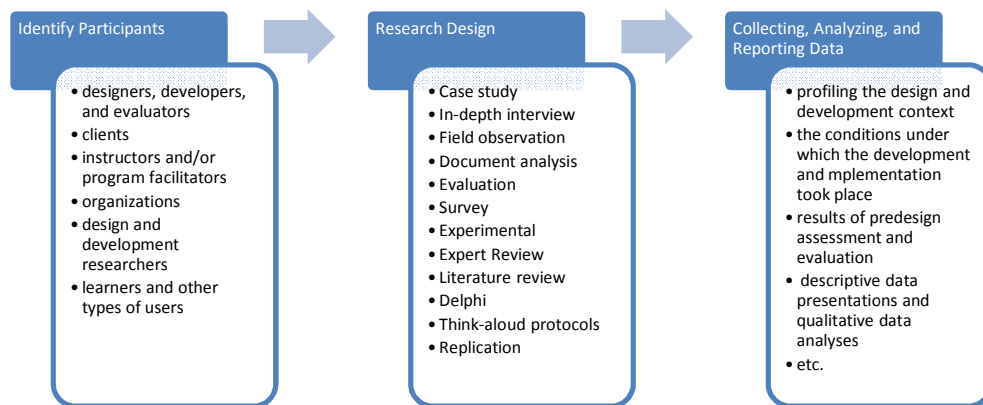 Identify Participants
• designers, developers,
and evaluators
• clients
• instructors and/or
program facilitators
• organizations
• design and
development
researchers
• learners and other
types of users
Research Design
• Case study
• In-depth interview
• Field observation
• Document analysis
• Evaluation
• Survey
• Experimental
• Expert Review
• Literature review
• Delphi
• Think-aloud protocols
• Replication
Collecting, Analyzing, and
Reporting Data
• profiling the design and
development context
• the conditions under
which the development
and mplementation
took place
• results of predesign
assessment and
evaluation
• descriptive data
presentations and
qualitative data
analyses
• etc.